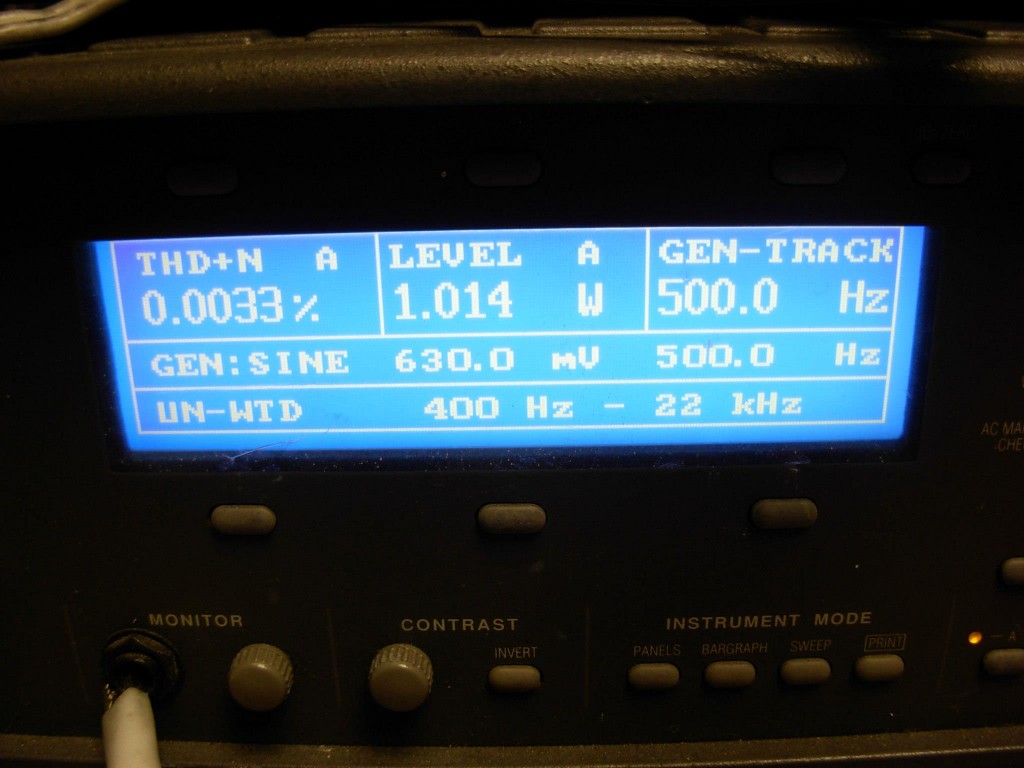 THD+N A LEVEL A GEN-TRACK
0.0033% 1.014 W 500.0 Hz
GEN:SINE 630.0 mV 500.0 Hz
UN-WTD 400 Hz - 22 kHz
AC
MONITOR CONTRAST INSTRUMENT MODE
INVERT PANELS BARGRAPH SWEEP PRINT
A